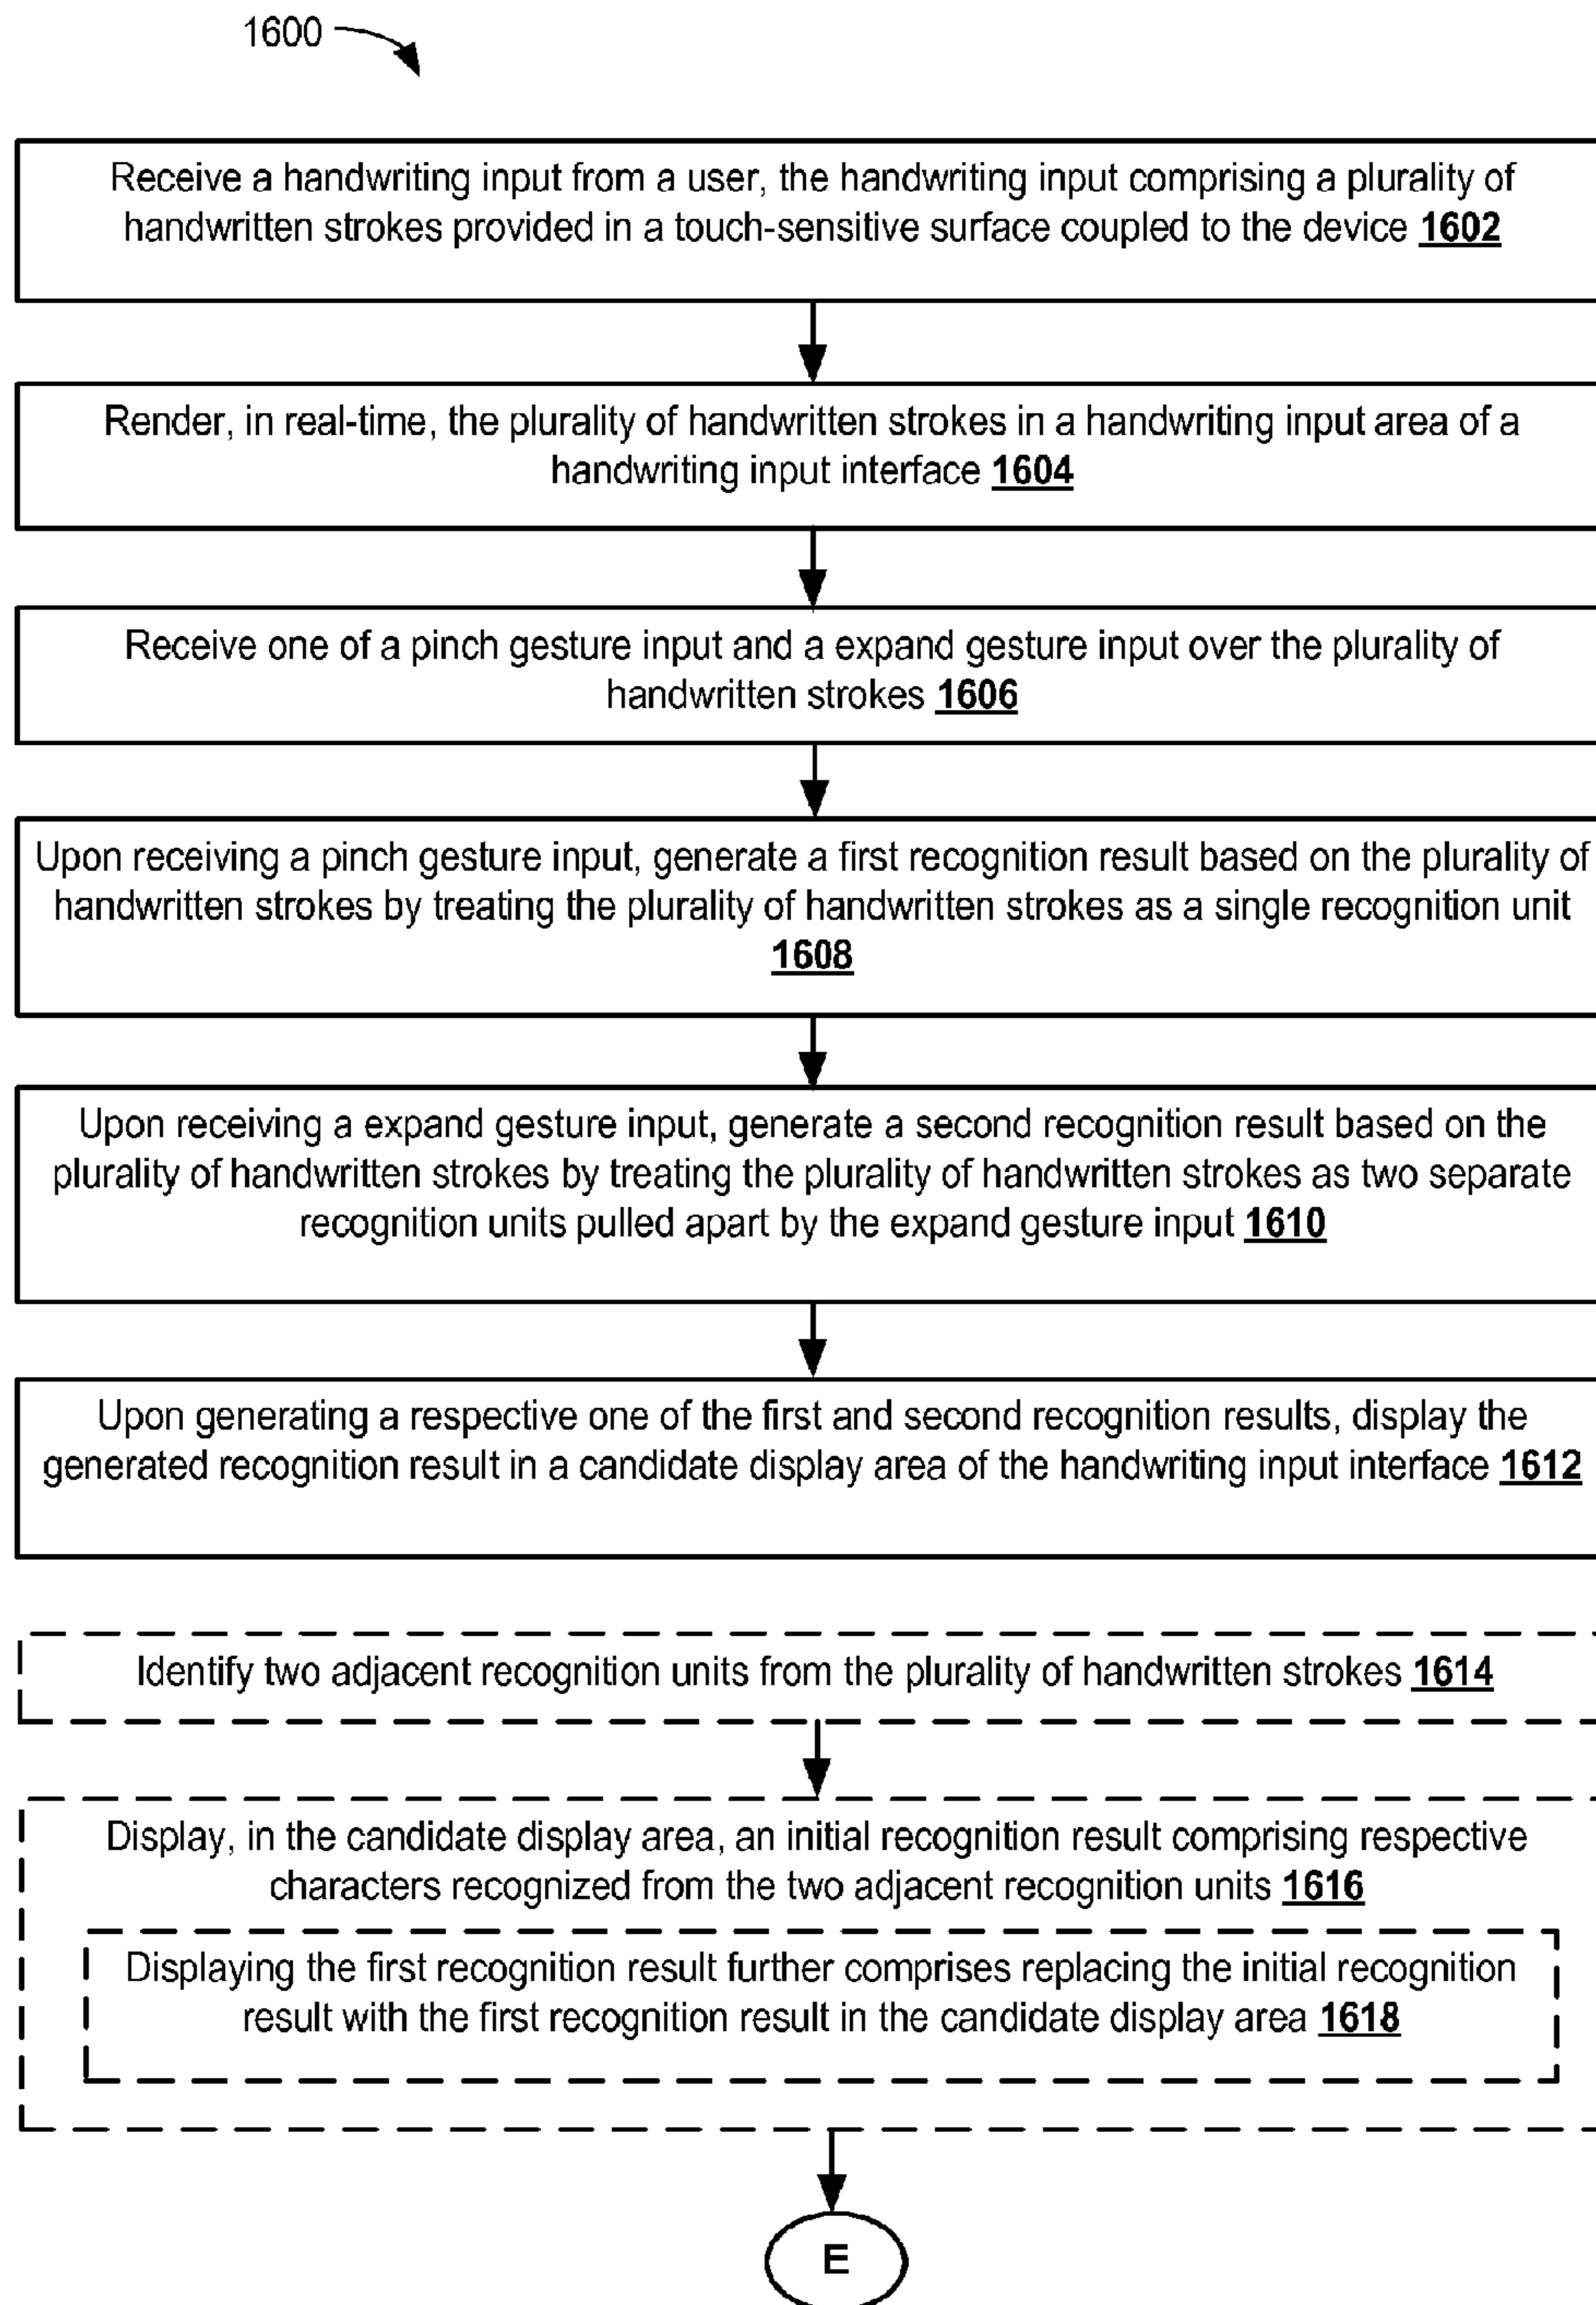 1600
Receive a handwriting input from a user, the handwriting input comprising a plurality of
handwritten strokes provided in a touch-sensitive surface coupled to the device 1602
Render, in real-time, the plurality of handwritten strokes in a handwriting input area of a
handwriting input interface 1604
Receive one of a pinch gesture input and a expand gesture input over the plurality of
handwritten strokes 1606
Upon receiving a pinch gesture input, generate a first recognition result based on the plurality of
handwritten strokes by treating the plurality of handwritten strokes as a single recognition unit
1608
Upon receiving a expand gesture input, generate a second recognition result based on the
plurality of handwritten strokes by treating the plurality of handwritten strokes as two separate
recognition units pulled apart by the expand gesture input 1610
Upon generating a respective one of the first and second recognition results, display the
generated recognition result in a candidate display area of the handwriting input interface 1612
Identify two adjacent recognition units from the plurality of handwritten strokes 1614
Display, in the candidate display area, an initial recognition result comprising respective
characters recognized from the two adjacent recognition units 1616
Displaying the first recognition result further comprises replacing the initial recognition
result with the first recognition result in the candidate display area 1618
E